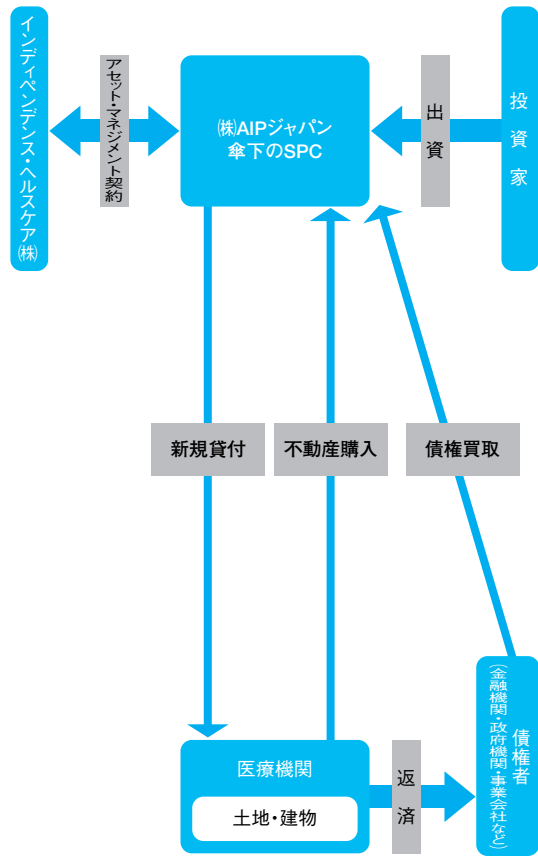 インディペンデンス・ヘルスケア㈱
アセット・マネジメント契約
㈱AIPジャパン
傘下のSPC
出資
投資家
新規貸付
不動産購入
債権買取
医療機関
土地・建物
返済
債権者
(金融機関・政府機関・事業会社など)